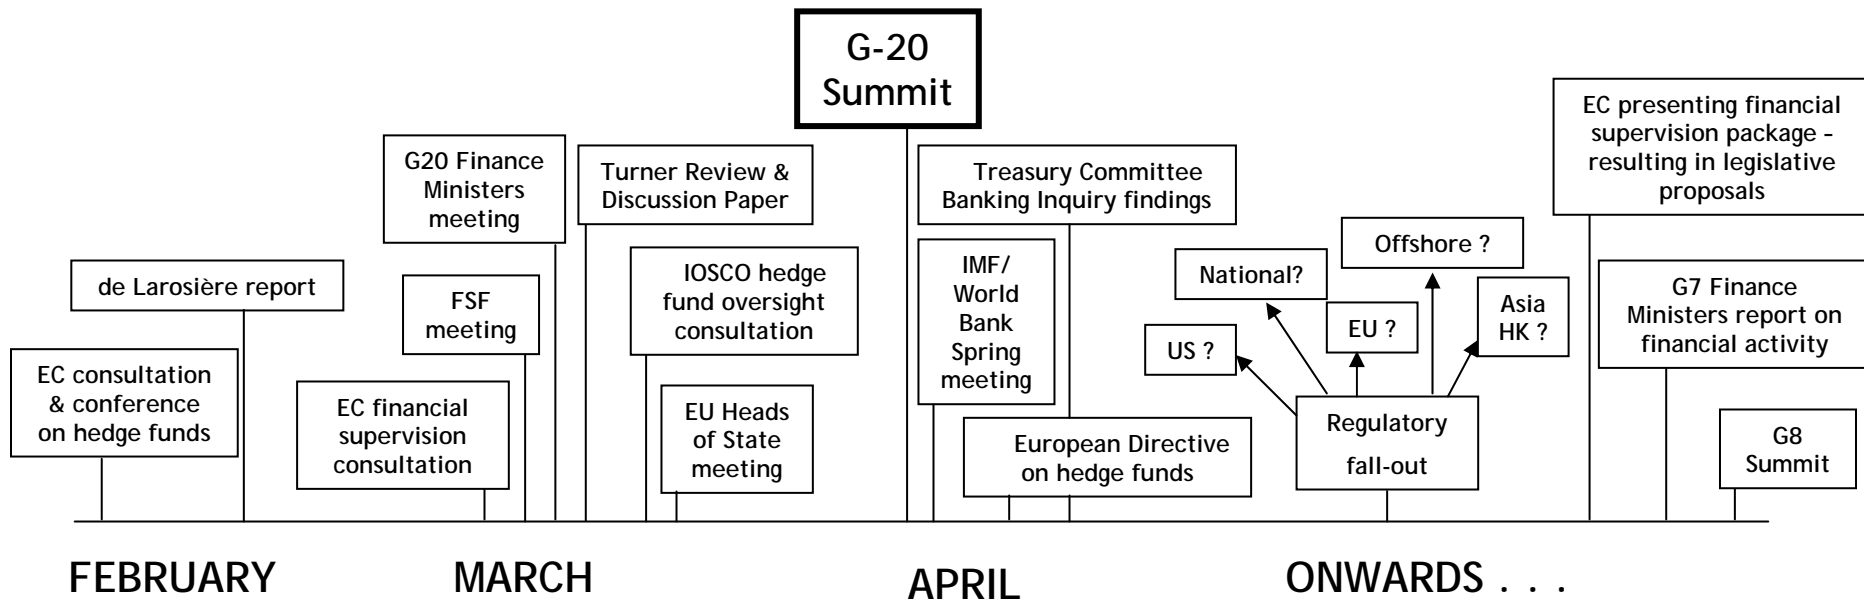 G-20
Summit
EC presenting financial
supervision package -
resulting in legislative
proposals
G20 Finance
Ministers
meeting
Turner Review &
Discussion Paper
Treasury Committee
Banking Inquiry findings
de Larosière report
FSF
meeting
IOSCO hedge
fund oversight
consultation
IMF/
World
Bank
Spring
meeting
National?
Offshore ?
US ?
EU ?
Asia
HK ?
G7 Finance
Ministers report on
financial activity
EC consultation
& conference
on hedge funds
EC financial
supervision
consultation
EU Heads
of State
meeting
European Directive
on hedge funds
Regulatory
fall-out
G8
Summit
FEBRUARY
MARCH
APRIL
ONWARDS . . .